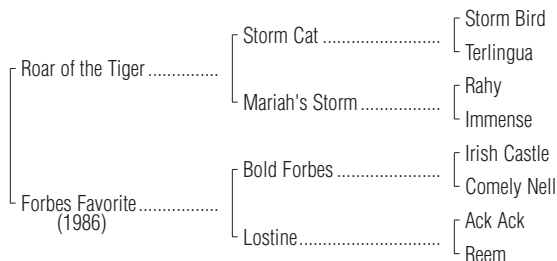 Storm Bird
Storm Cat ........................
Terlingua
Roar of the Tiger ...............
Rahy
Mariah's Storm .................
Immense
Irish Castle
Bold Forbes ......................
Comely Nell
Forbes Favorite .................
(1986)
Ack Ack
Lostine..............................
Reem